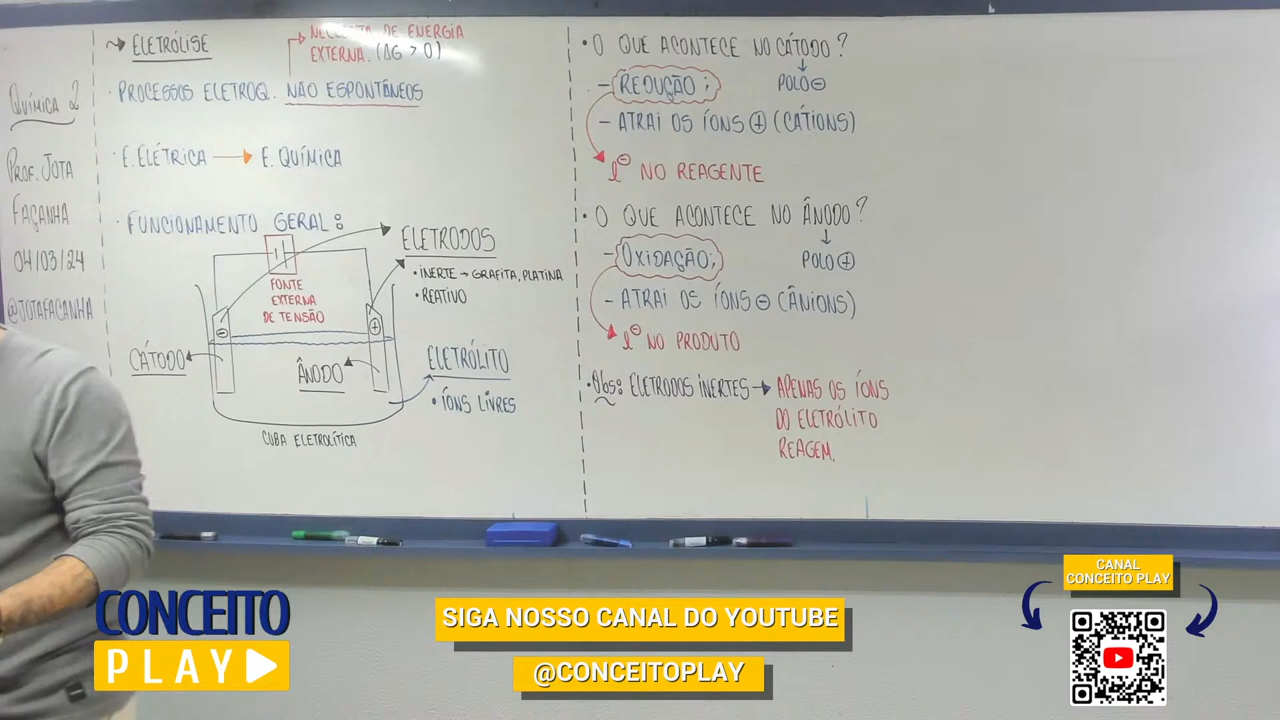 QUÍMICA 2
PROF. JOTA
FAÇANHA
04/03/24
@JOTAFAÇANHA
ELETRÓLISE
NECESSITA DE ENERGIA
EXTERNA. (ΔG > 0)
• PROCESSOS ELETROQ. NÃO ESPONTÂNEOS
• E. ELÉTRICA → E. QUÍMICA
• FUNCIONAMENTO GERAL:
FONTE
EXTERNA
DE TENSÃO
ELETRODOS
• INERTE → GRAFITA, PLATINA
• REATIVO
⊖
⊕
CÁTODO
ÂNODO
ELETRÓLITO
• ÍONS LIVRES
CUBA ELETROLÍTICA
• O QUE ACONTECE NO CÁTODO?
↓
POLO ⊖
- REDUÇÃO;
- ATRAI OS ÍONS ⊕ (CÁTIONS)
e⊖ NO REAGENTE
• O QUE ACONTECE NO ÂNODO?
↓
POLO ⊕
- OXIDAÇÃO;
- ATRAI OS ÍONS ⊖ (ÂNIONS)
e⊖ NO PRODUTO
• Obs: ELETRODOS INERTES → APENAS OS ÍONS
DO ELETRÓLITO
REAGEM.
CONCEITO
PLAY
SIGA NOSSO CANAL DO YOUTUBE
@CONCEITOPLAY
CANAL
CONCEITO PLAY